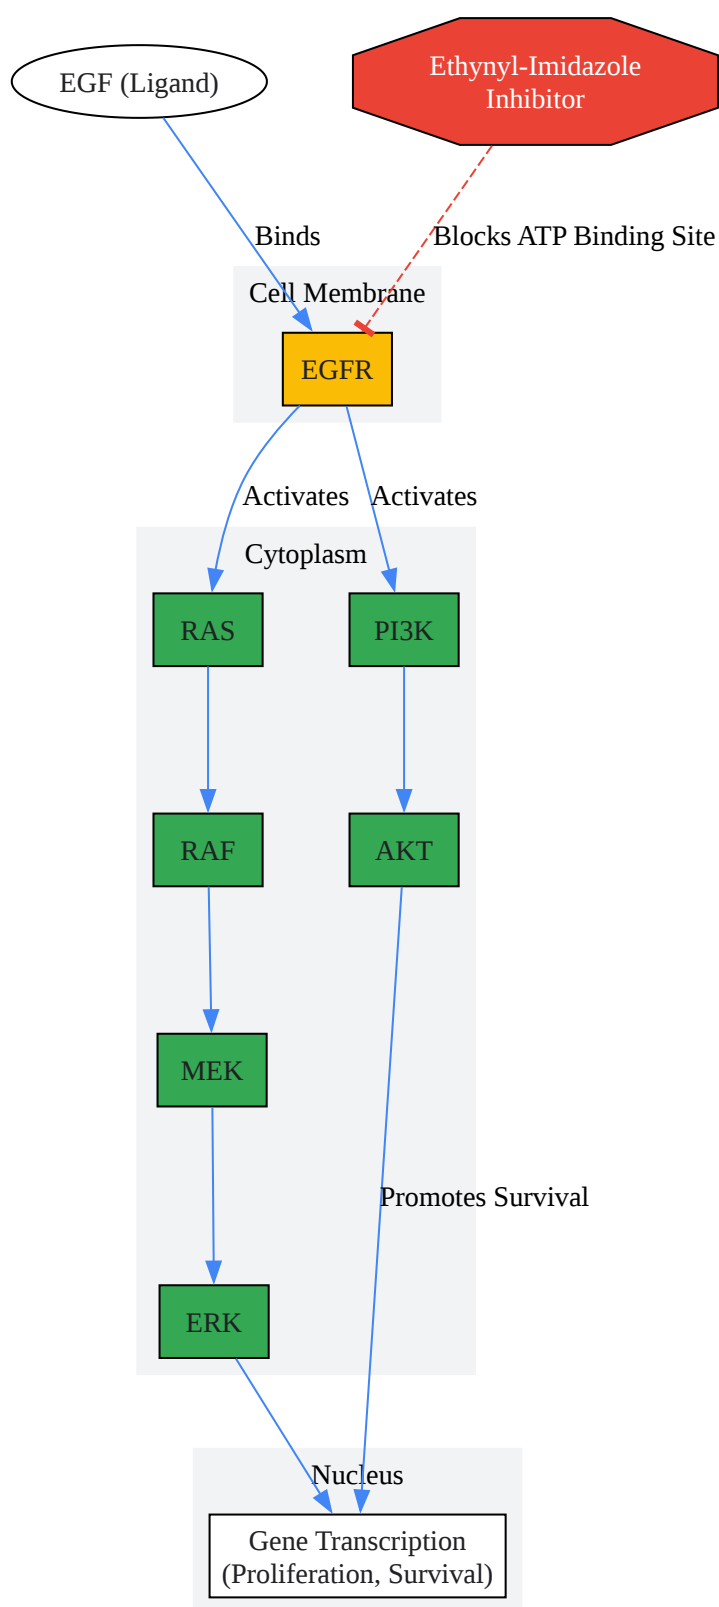 EGF (Ligand)
Ethynyl-Imidazole
Inhibitor
Binds
Blocks ATP Binding Site
Cell Membrane
EGFR
Activates
Activates
Cytoplasm
RAS
PI3K
RAF
AKT
MEK
Promotes Survival
ERK
Nucleus
Gene Transcription
(Proliferation, Survival)